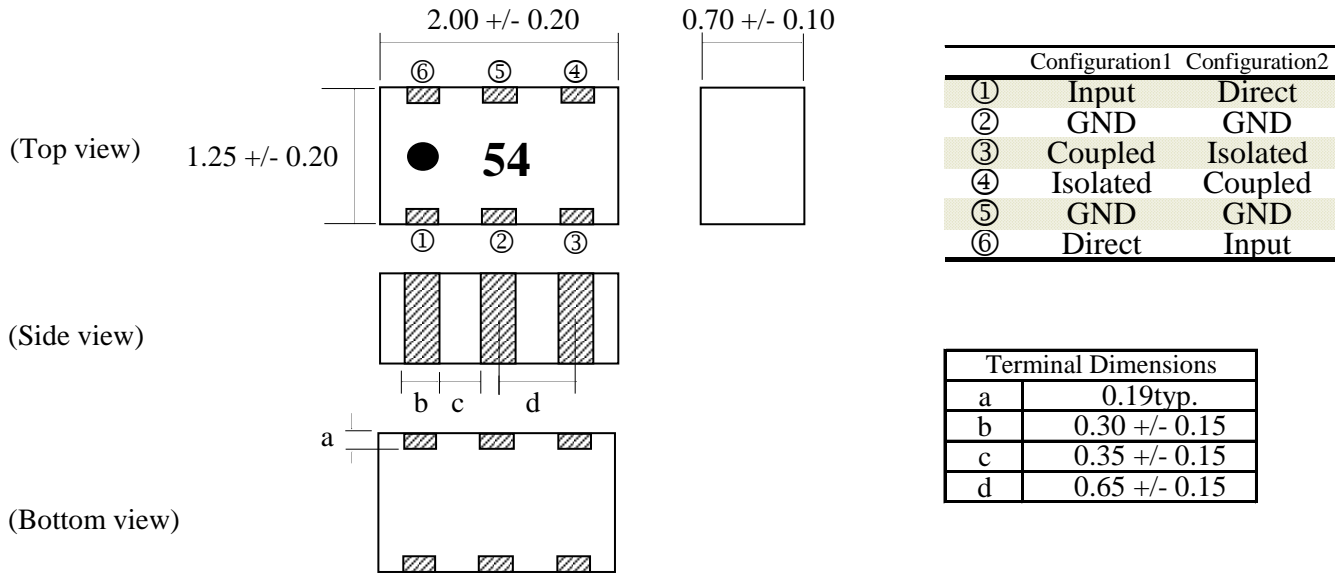 2.00 +/- 0.20
0.70 +/- 0.10
⑥ ⑤ ④
(Top view)
1.25 +/- 0.20
54
① ② ③
(Side view)
b c d
a
(Bottom view)
Configuration1 Configuration2
① Input Direct
② GND GND
③ Coupled Isolated
④ Isolated Coupled
⑤ GND GND
⑥ Direct Input
Terminal Dimensions
a 0.19typ.
b 0.30 +/- 0.15
c 0.35 +/- 0.15
d 0.65 +/- 0.15